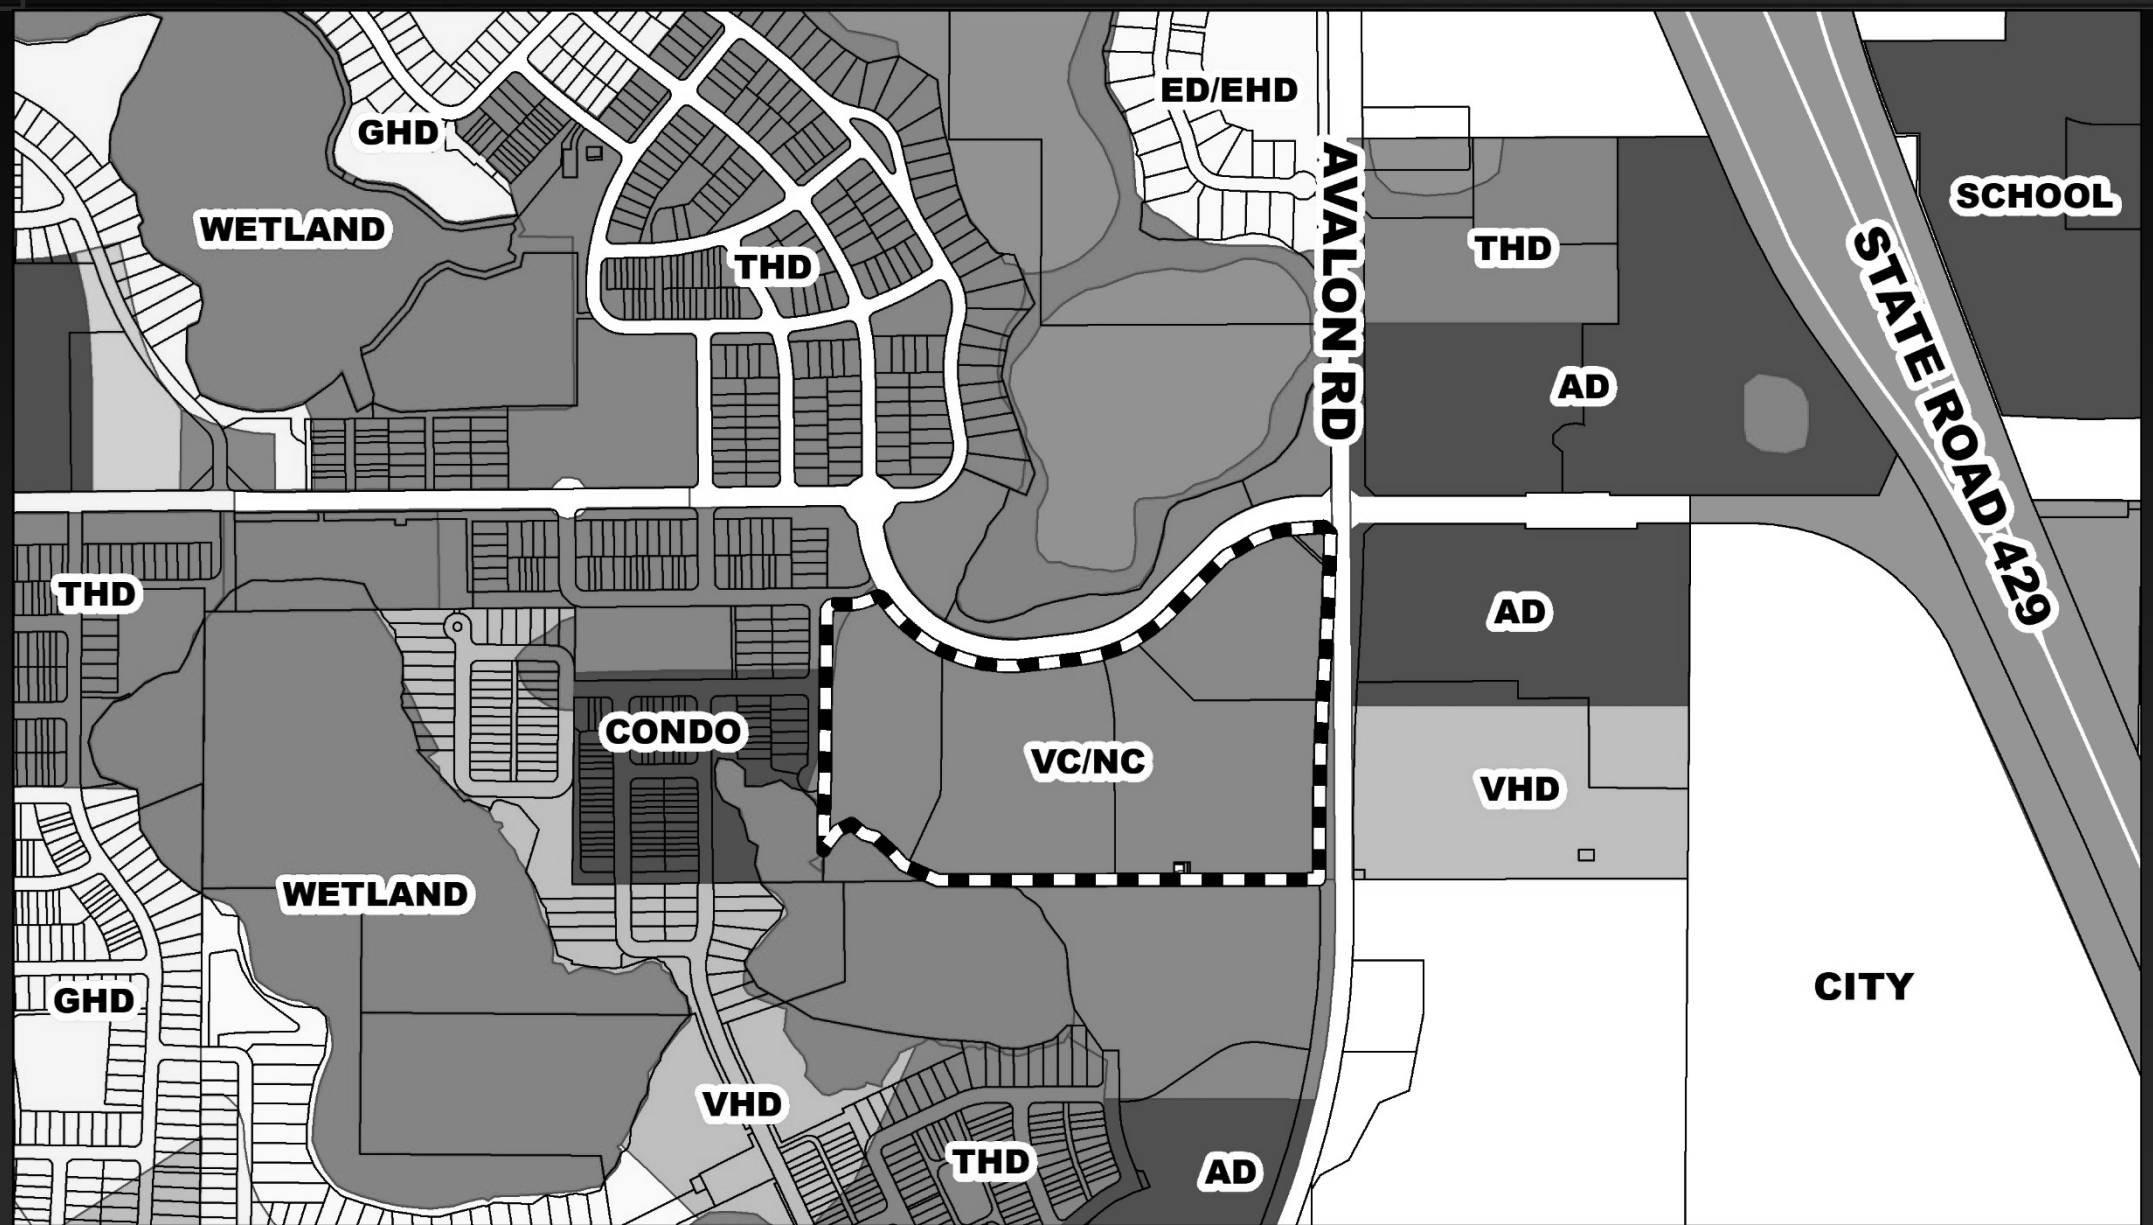 ED/EHD
GHD
SCHOOL
WETLAND
THD
THD
AVALON RD
STATE ROAD 429
AD
THD
AD
CONDO
VC/NC
VHD
WETLAND
GHD
CITY
VHD
THD
AD